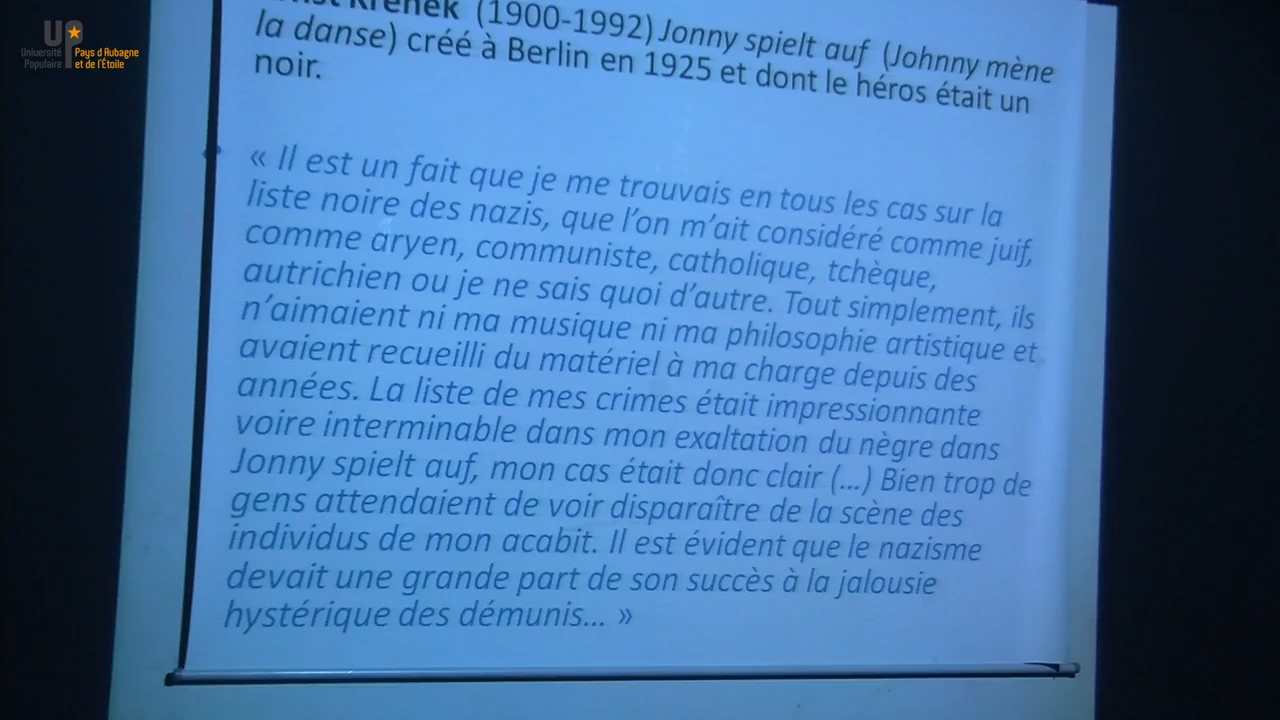 UP
Université
Populaire
Pays d'Aubagne
et de l'Étoile
Krenek (1900-1992) Jonny spielt auf (Johnny mène
la danse) créé à Berlin en 1925 et dont le héros était un
noir.
« Il est un fait que je me trouvais en tous les cas sur la
liste noire des nazis, que l'on m'ait considéré comme juif,
comme aryen, communiste, catholique, tchèque,
autrichien ou je ne sais quoi d'autre. Tout simplement, ils
n'aimaient ni ma musique ni ma philosophie artistique et
avaient recueilli du matériel à ma charge depuis des
années. La liste de mes crimes était impressionnante
voire interminable dans mon exaltation du nègre dans
Jonny spielt auf, mon cas était donc clair (...) Bien trop de
gens attendaient de voir disparaître de la scène des
individus de mon acabit. Il est évident que le nazisme
devait une grande part de son succès à la jalousie
hystérique des démunis... »